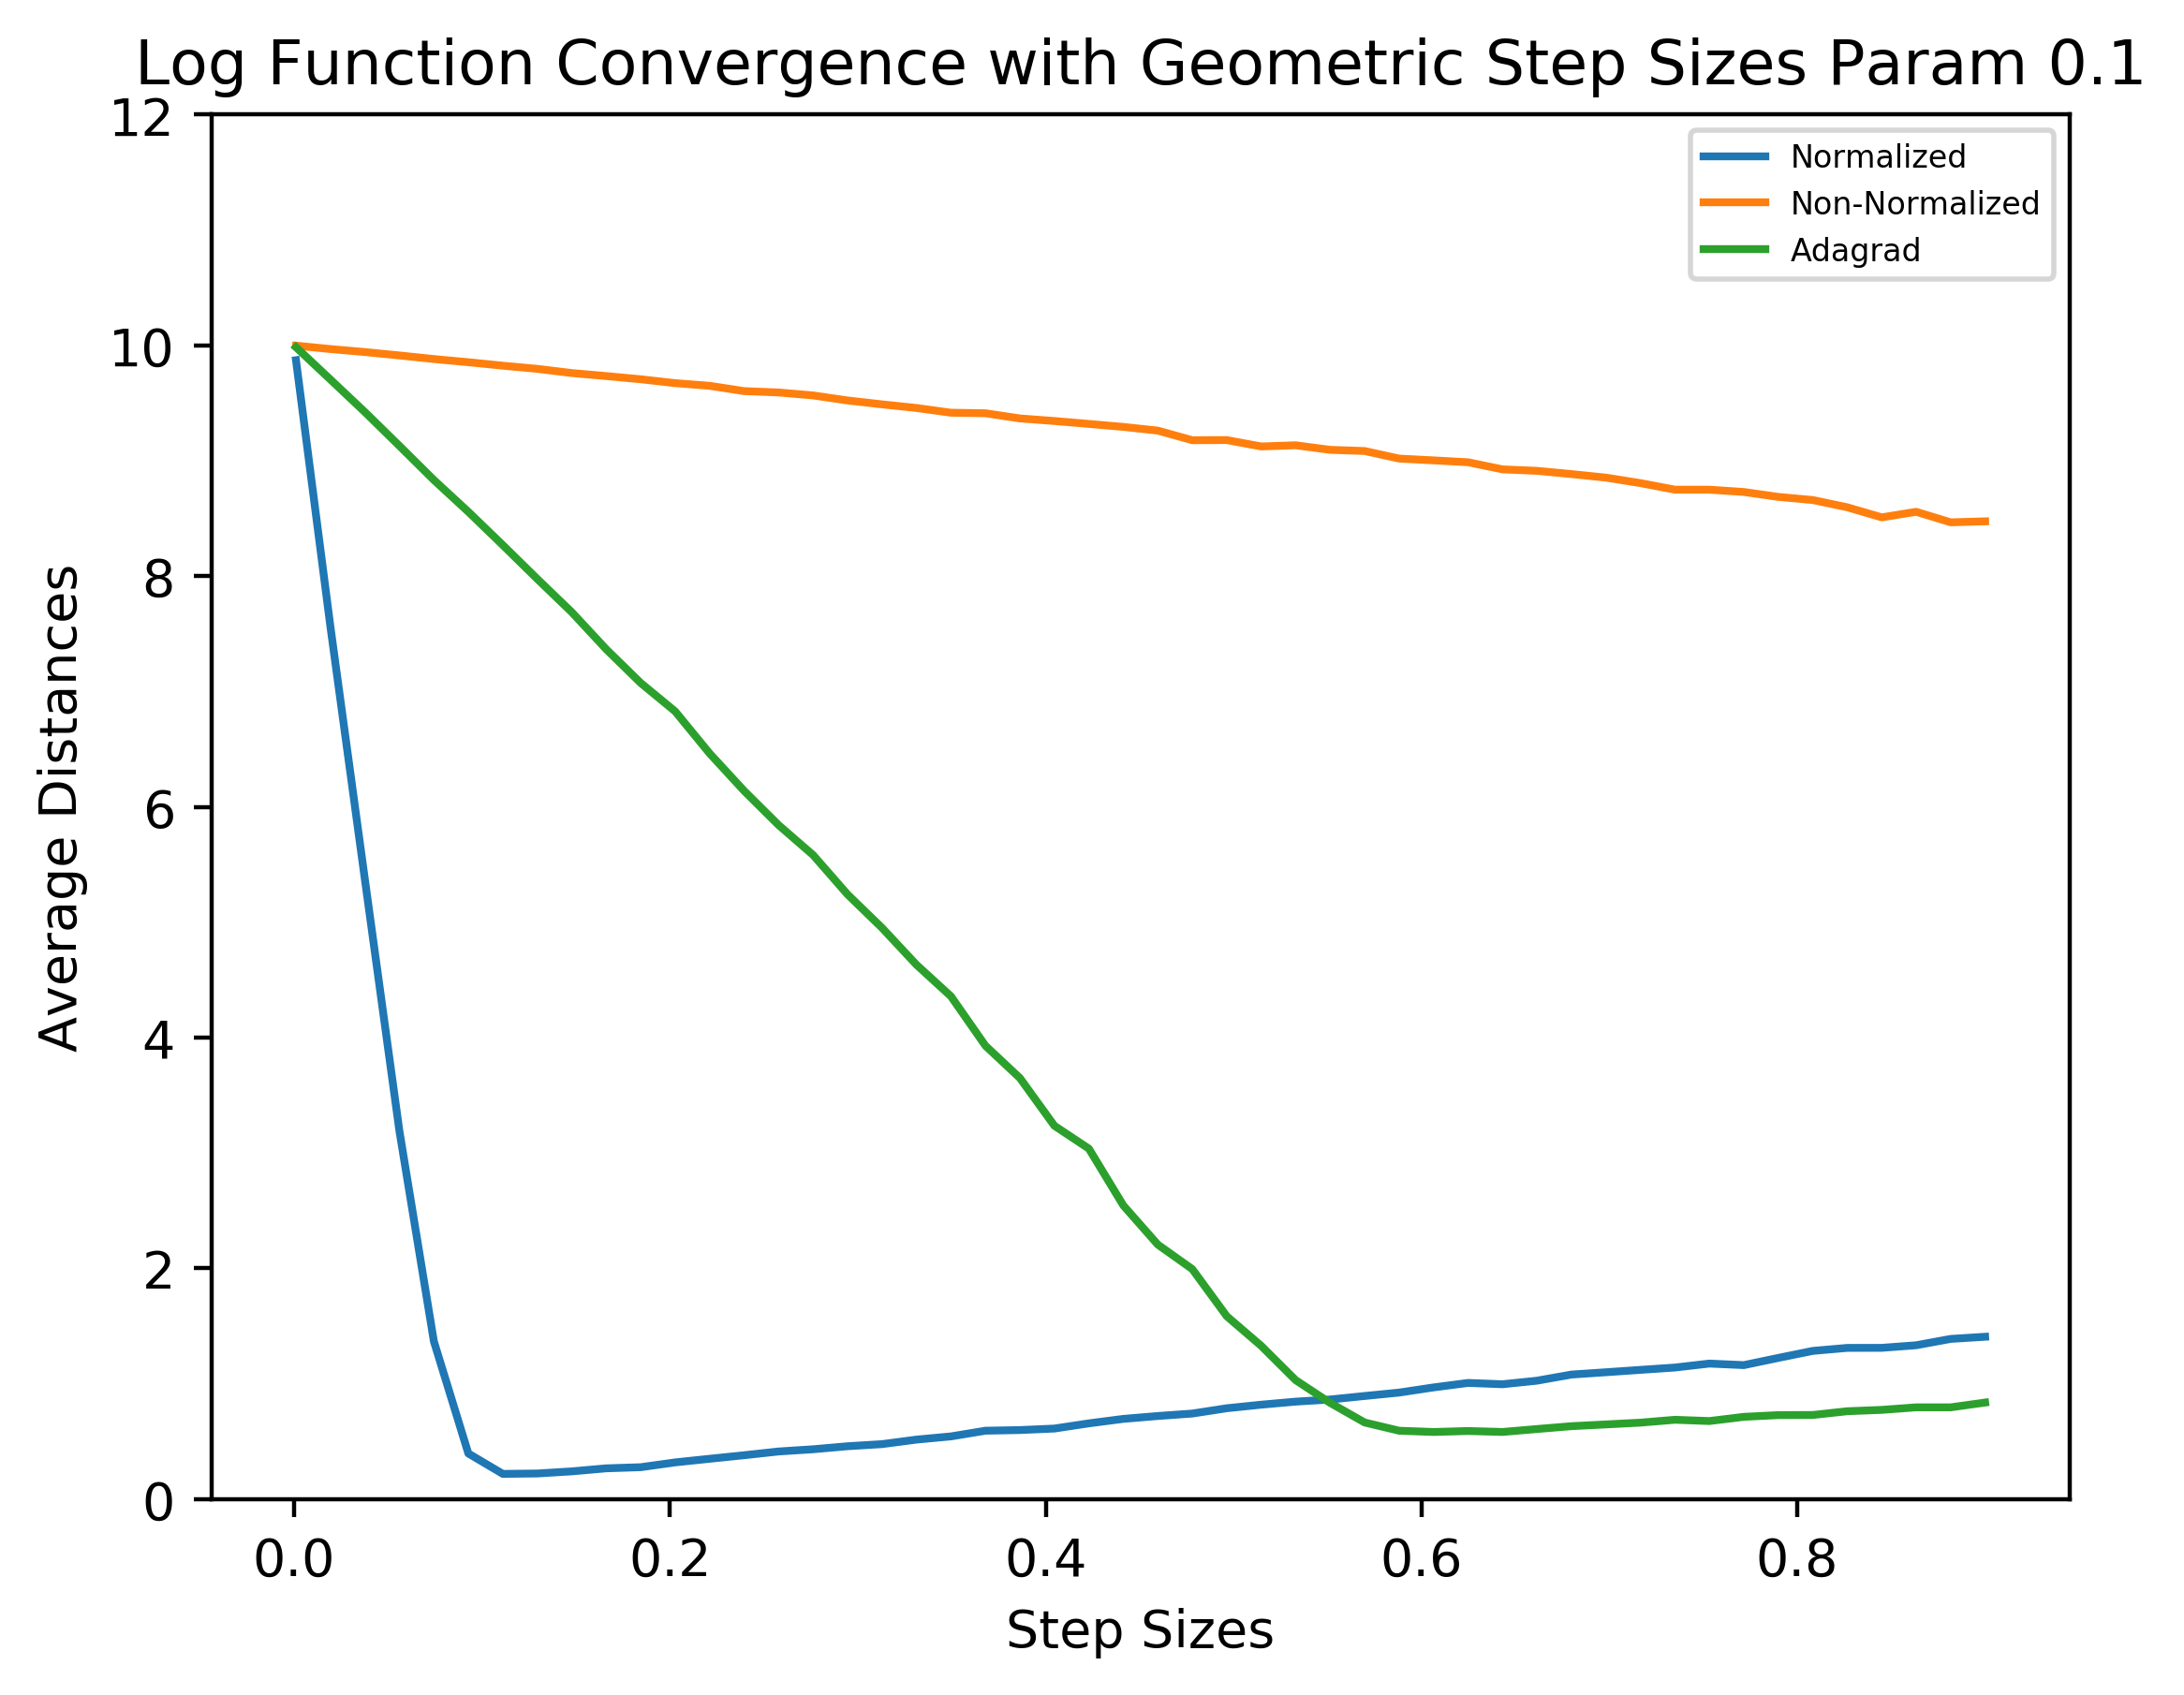 Log Function Convergence with Geometric Step Sizes Param 0.1
12
10
8
6
4
2
0
Average Distances
Normalized
Non-Normalized
Adagrad
0.0 0.2 0.4 0.6 0.8
Step Sizes